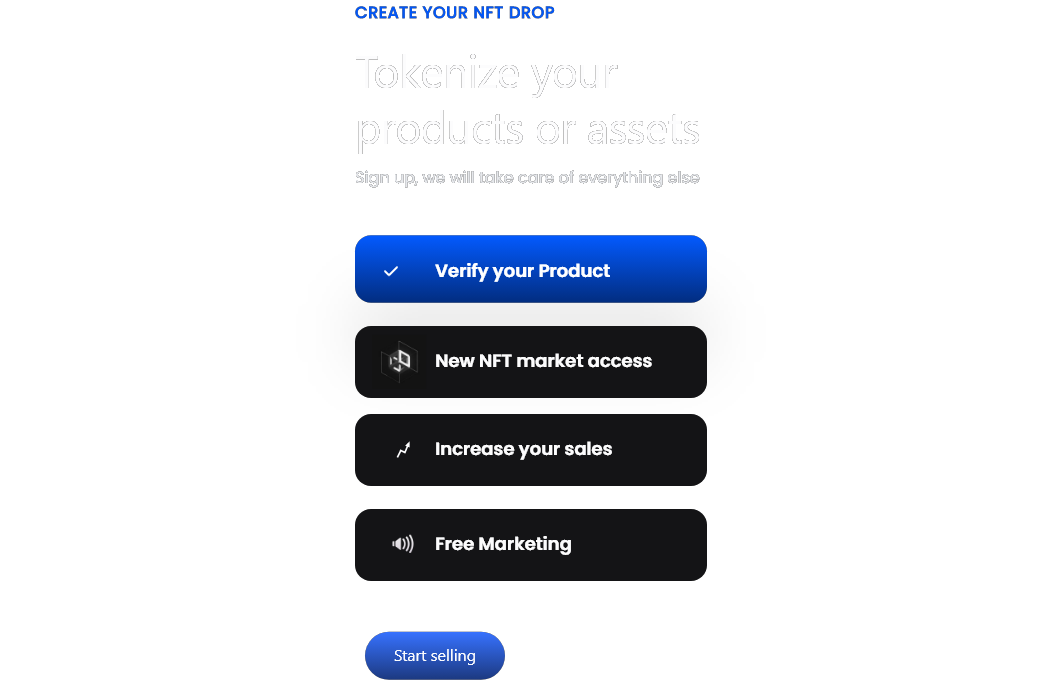 CREATE YOUR NFT DROP
Tokenize your
products or assets
Sign up, we will take care of everything else
Verify your Product
New NFT market access
Increase your sales
Free Marketing
Start selling